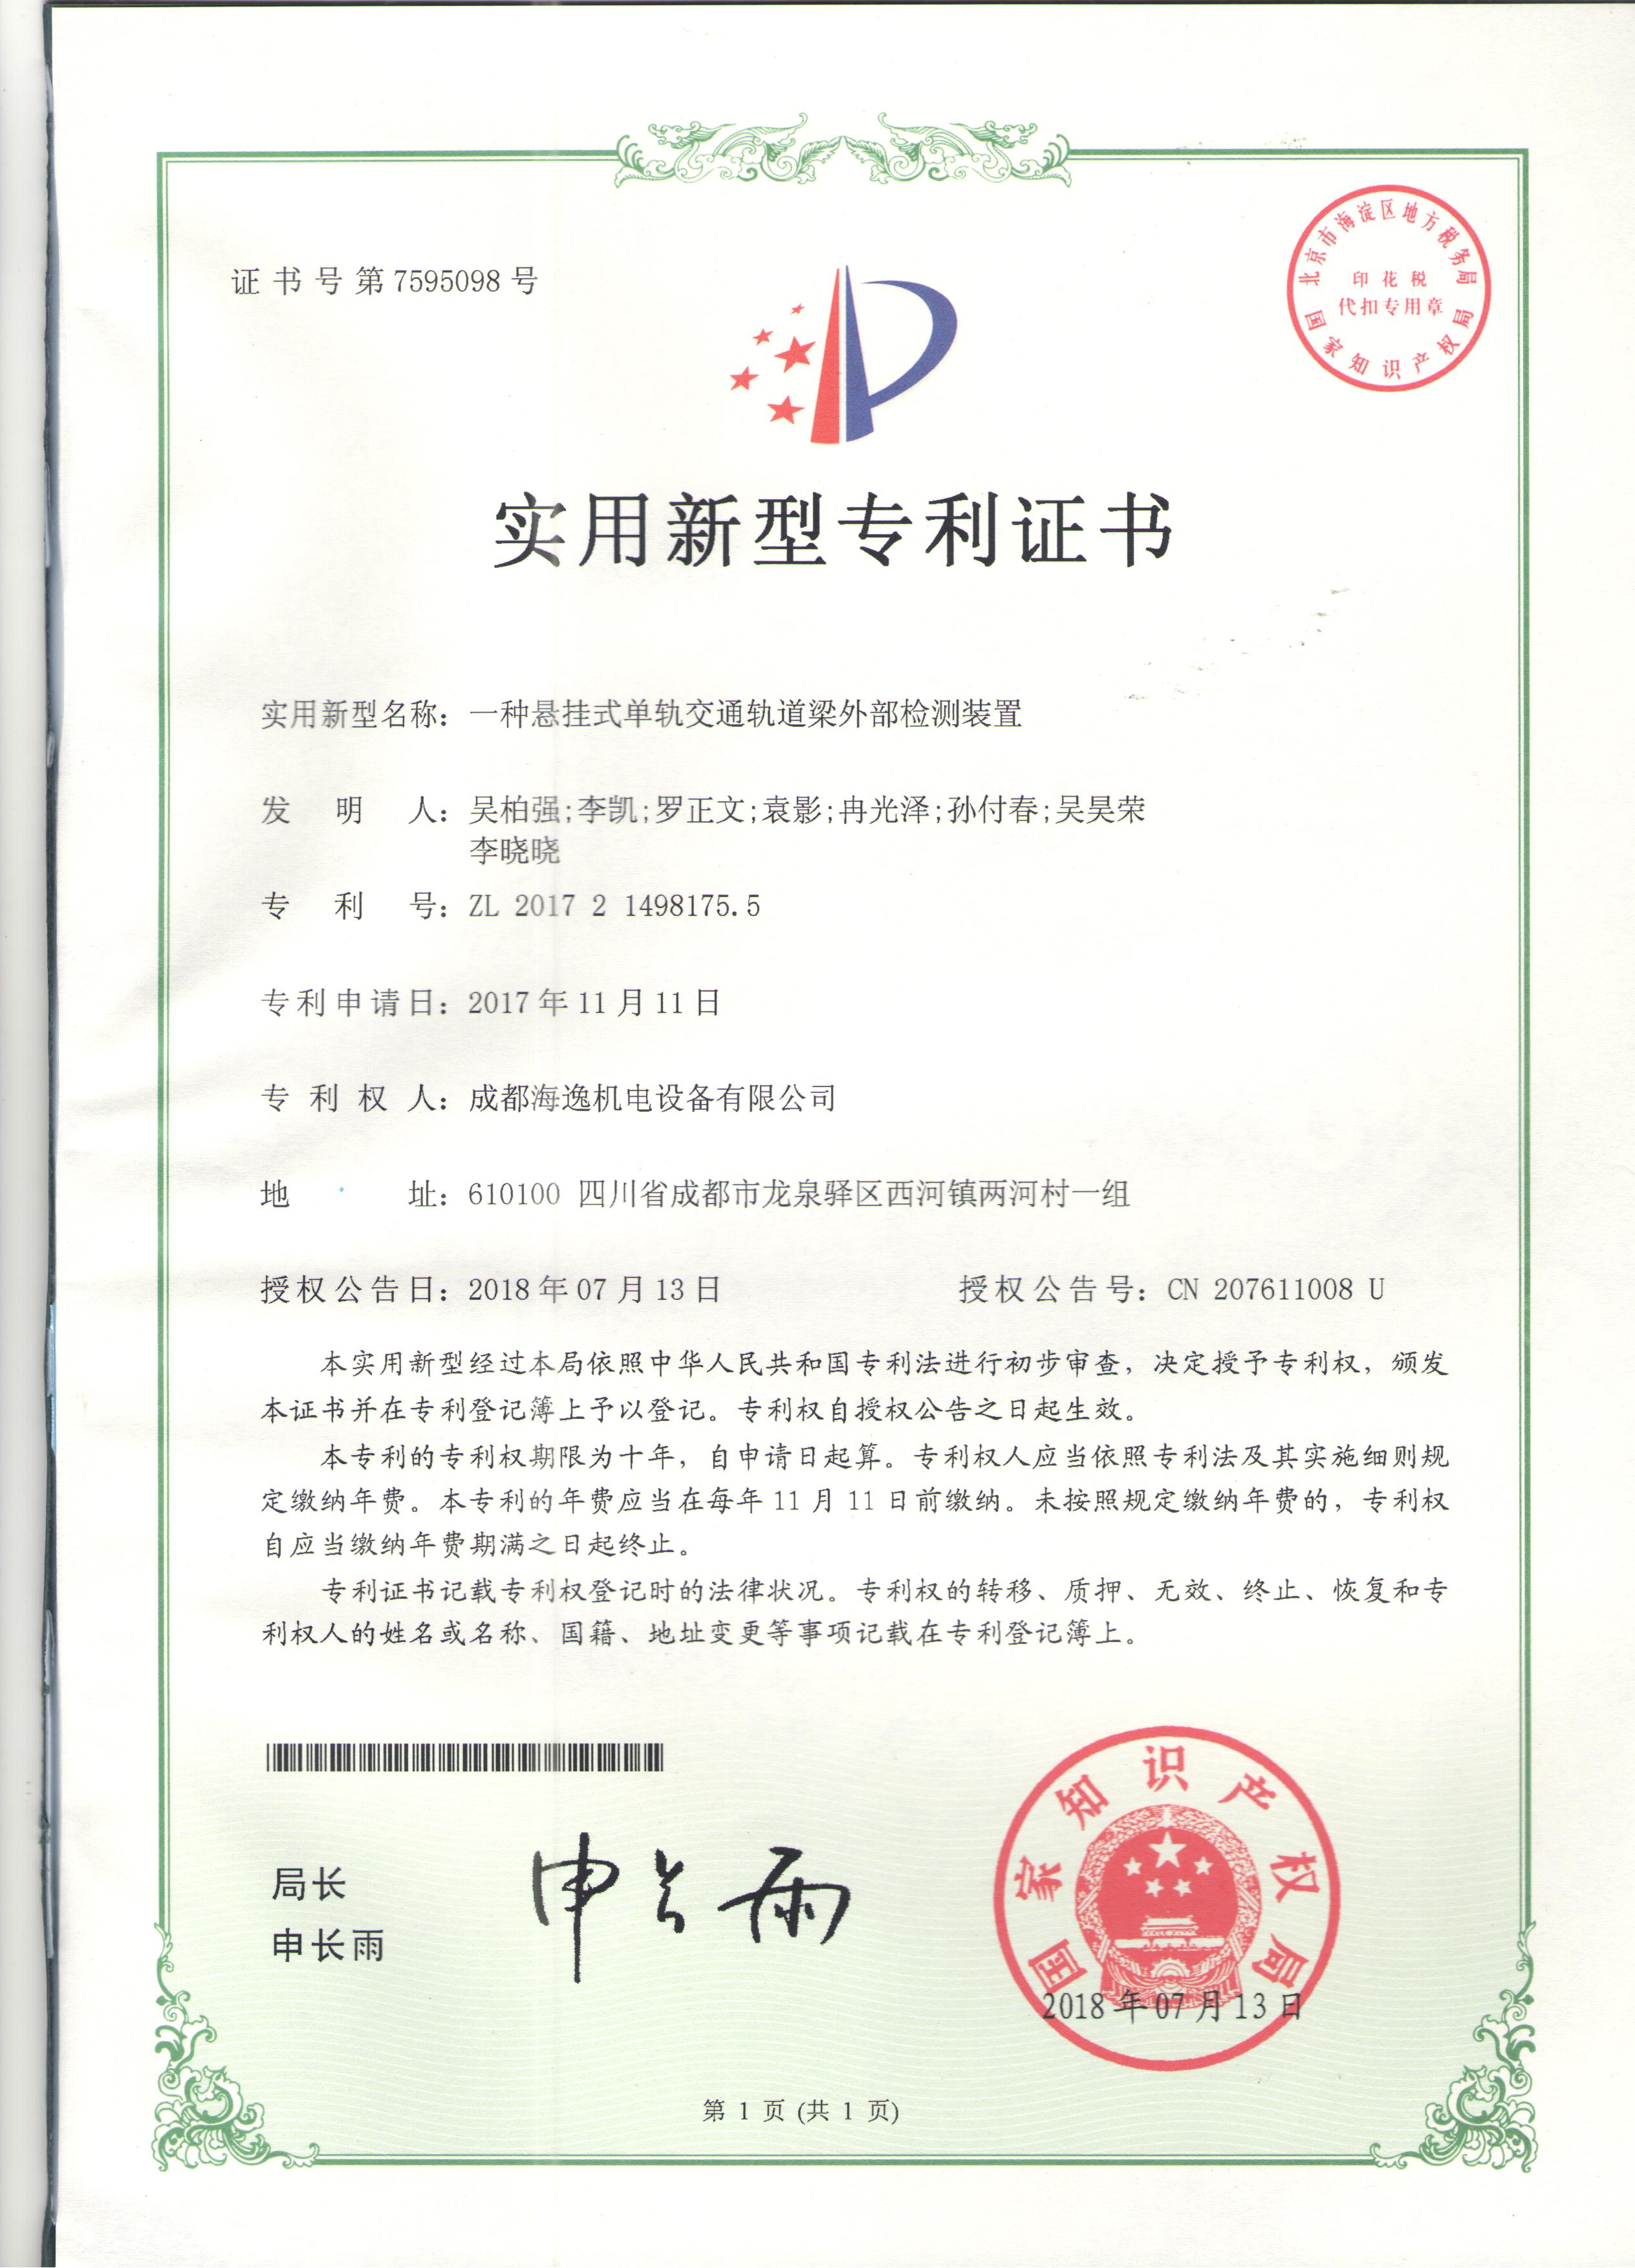 证书号第7595098号
北京市海淀区地方税务局
印花税
代扣专用章
国家知识产权局
实用新型专利证书
实用新型名称：一种悬挂式单轨交通轨道梁外部检测装置
发明人：吴柏强;李凯;罗正文;袁影;冉光泽;孙付春;吴昊荣
李晓晓
专利号：ZL 2017 2 1498175.5
专利申请日：2017年11月11日
专利权人：成都海逸机电设备有限公司
地址：610100 四川省成都市龙泉驿区西河镇两河村一组
授权公告日：2018年07月13日 授权公告号：CN 207611008 U
本实用新型经过本局依照中华人民共和国专利法进行初步审查，决定授予专利权，颁发
本证书并在专利登记簿上予以登记。专利权自授权公告之日起生效。
本专利的专利权期限为十年，自申请日起算。专利权人应当依照专利法及其实施细则规
定缴纳年费。本专利的年费应当在每年11月11日前缴纳。未按照规定缴纳年费的，专利权
自应当缴纳年费期满之日起终止。
专利证书记载专利权登记时的法律状况。专利权的转移、质押、无效、终止、恢复和专
利权人的姓名或名称、国籍、地址变更等事项记载在专利登记簿上。
局长
申长雨
申长雨
国家知识产权局
2018年07月13日
第 1 页 (共 1 页)